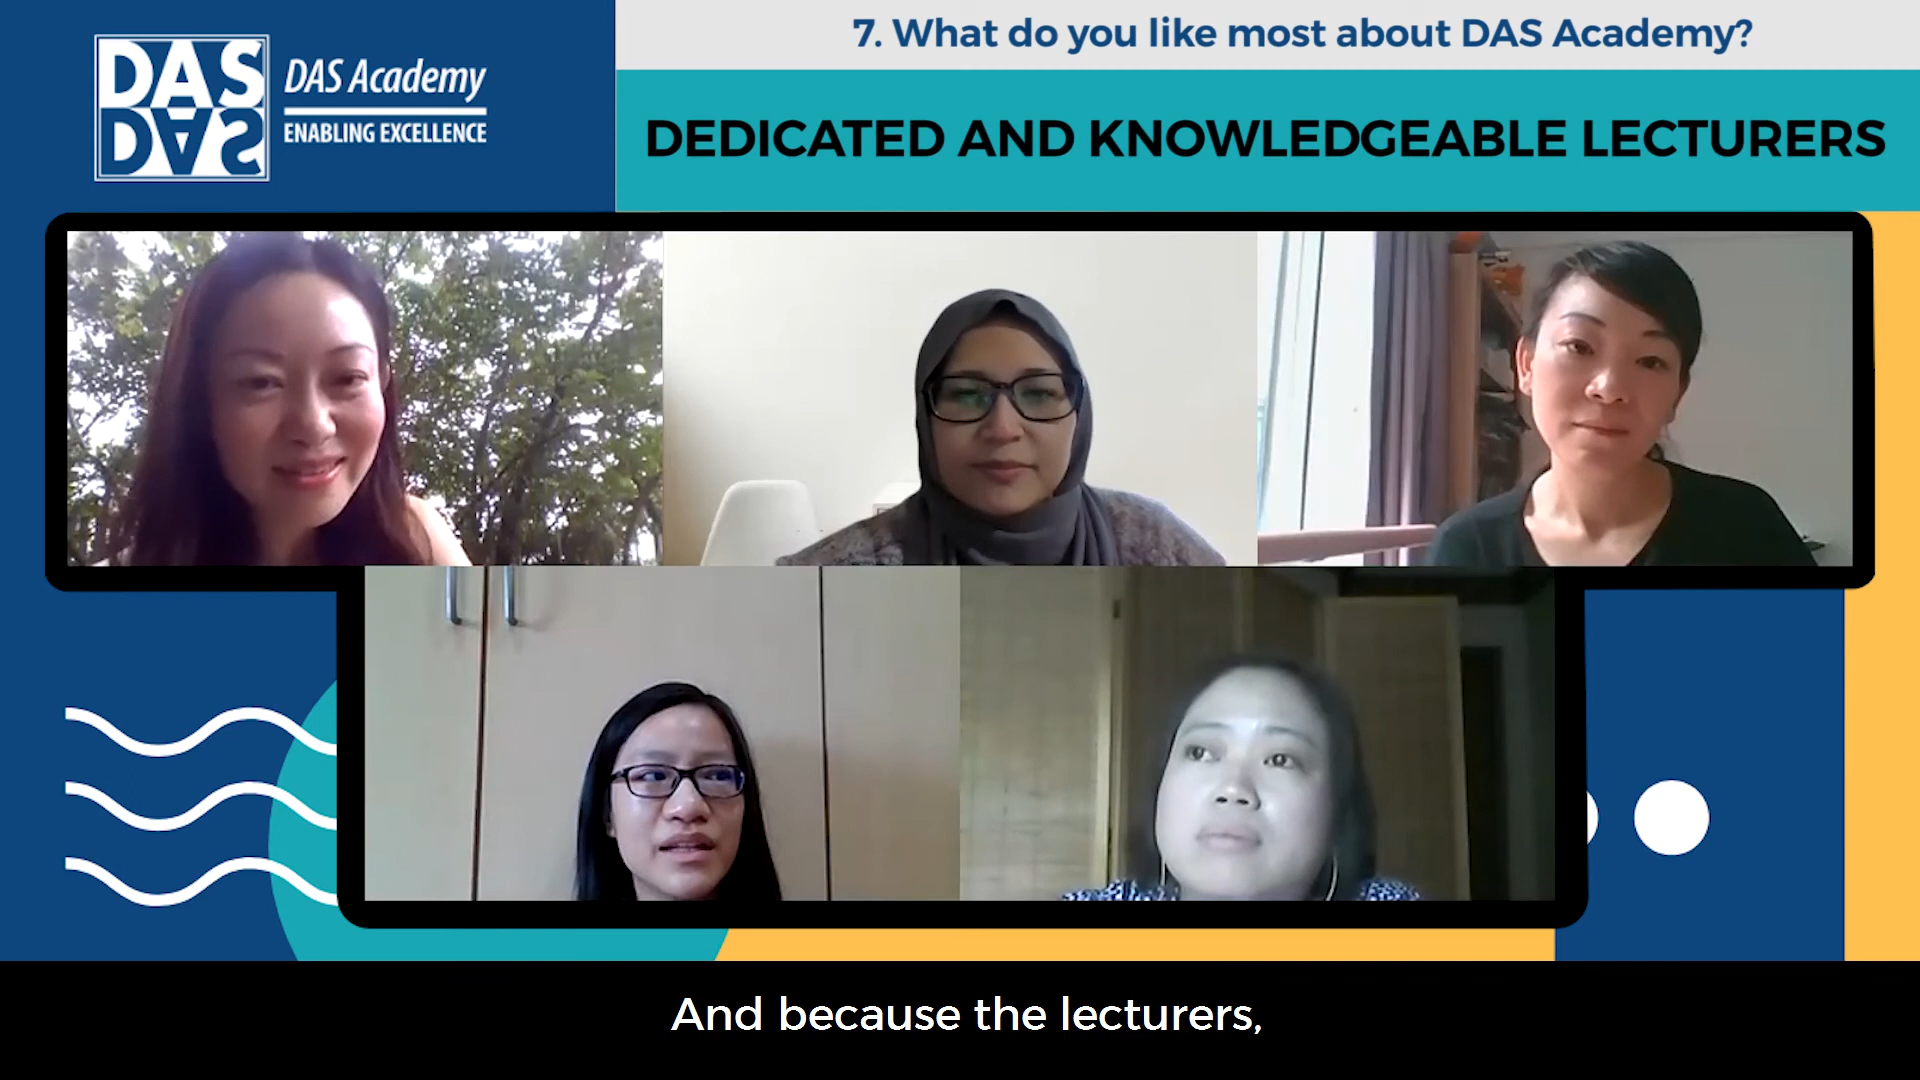 DAS
DAS
DAS Academy
ENABLING EXCELLENCE
7. What do you like most about DAS Academy?
DEDICATED AND KNOWLEDGEABLE LECTURERS
And because the lecturers,